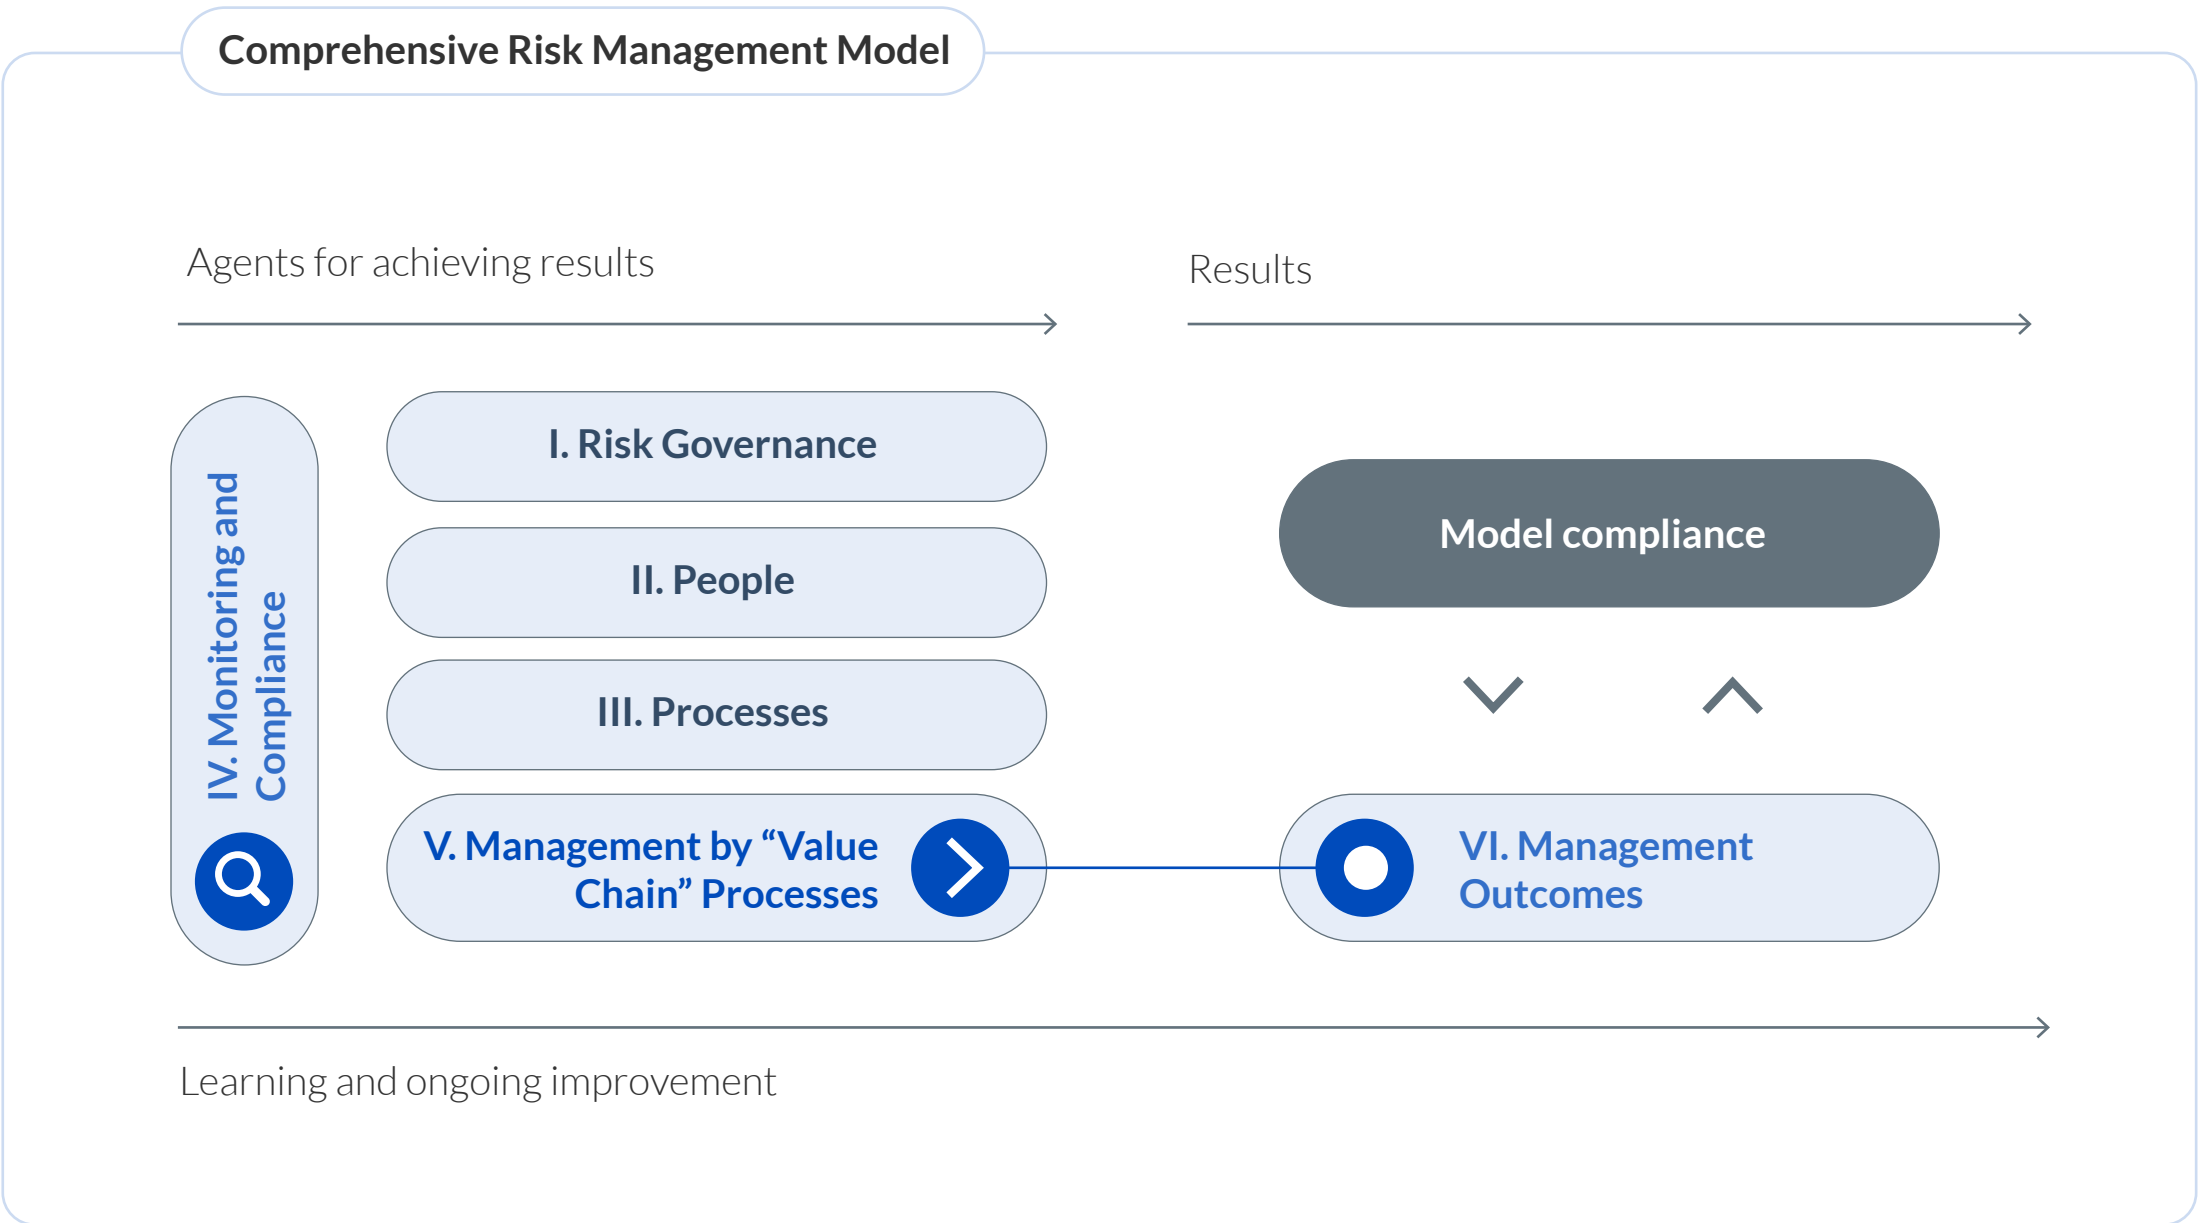 Comprehensive Risk Management Model
Agents for achieving results
Results
IV. Monitoring and
Compliance
I. Risk Governance
II. People
III. Processes
V. Management by “Value
Chain” Processes
Model compliance
VI. Management
Outcomes
Learning and ongoing improvement